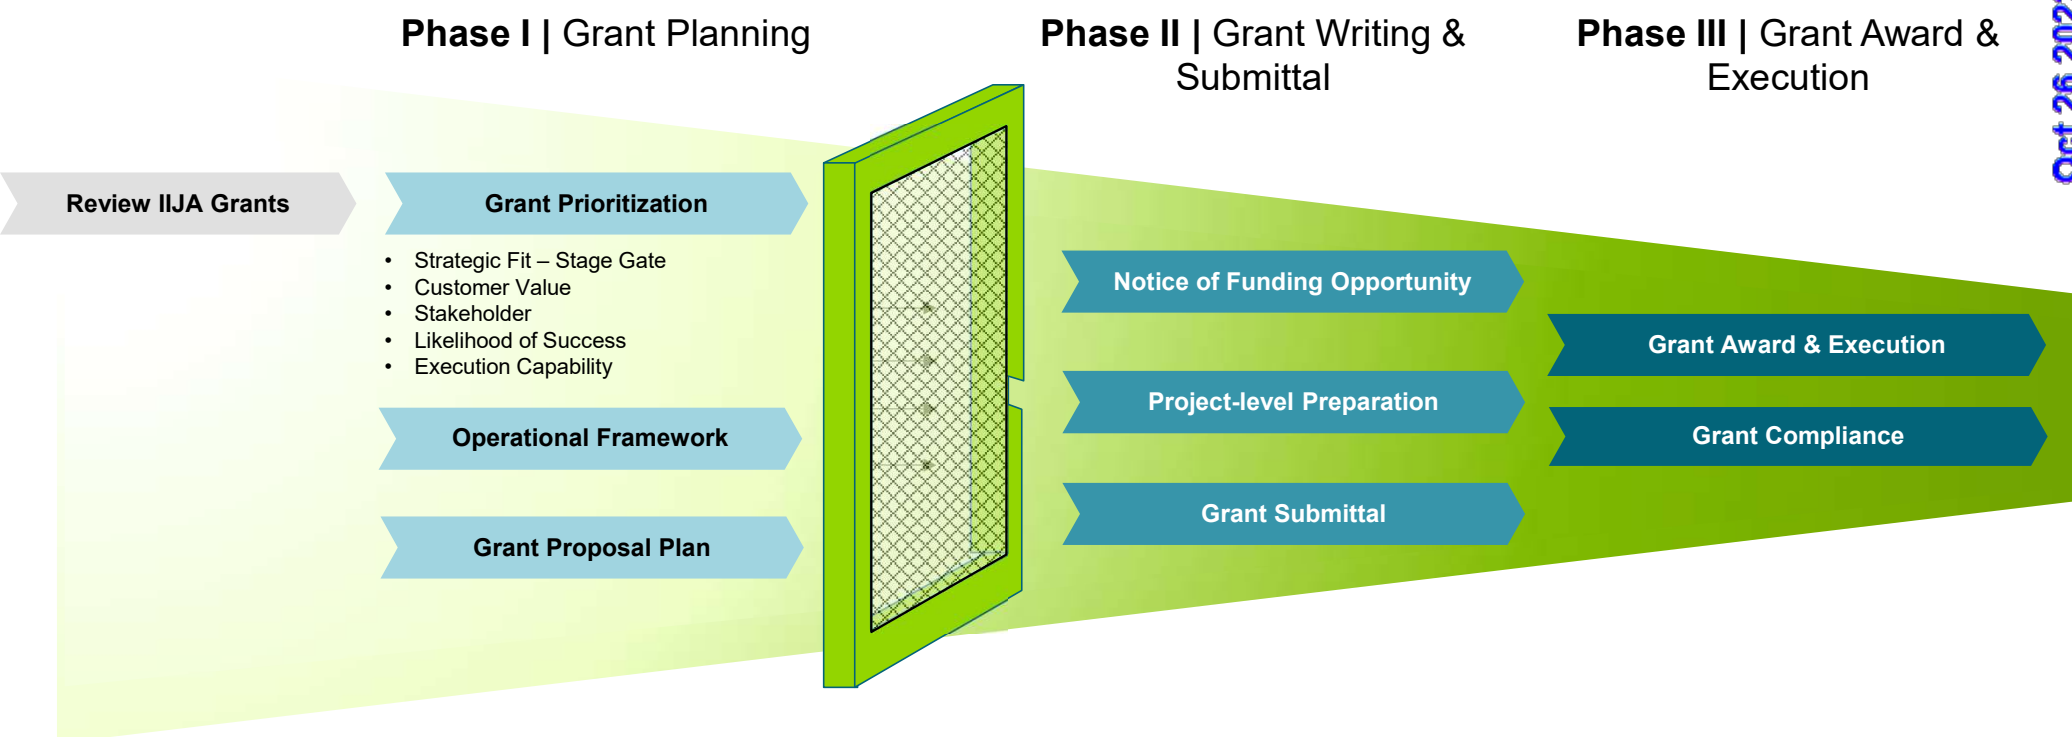 Phase I | Grant Planning
Phase II | Grant Writing &
Submittal
Phase III | Grant Award &
Execution
Review IIJA Grants
Grant Prioritization
• Strategic Fit – Stage Gate
• Customer Value
• Stakeholder
• Likelihood of Success
• Execution Capability
Operational Framework
Grant Proposal Plan
Notice of Funding Opportunity
Project-level Preparation
Grant Submittal
Grant Award & Execution
Grant Compliance
Oct 26